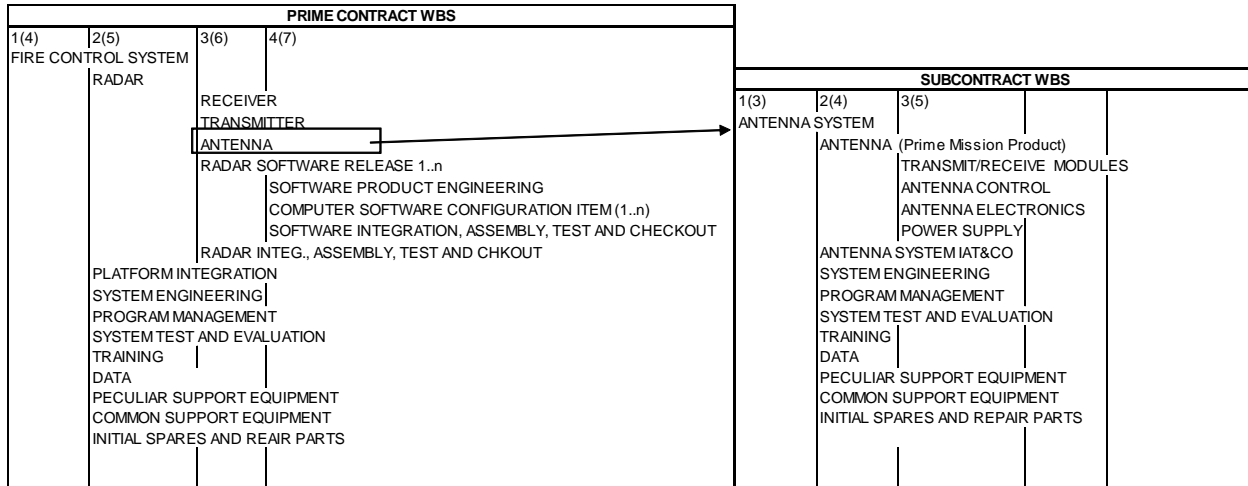 PRIME CONTRACT WBS
1(4) 2(5) 3(6) 4(7)
FIRE CONTROL SYSTEM
RADAR
RECEIVER
TRANSMITTER
ANTENNA
RADAR SOFTWARE RELEASE 1..n
SOFTWARE PRODUCT ENGINEERING
COMPUTER SOFTWARE CONFIGURATION ITEM (1..n)
SOFTWARE INTEGRATION, ASSEMBLY, TEST AND CHECKOUT
RADAR INTEG., ASSEMBLY, TEST AND CHKOUT
PLATFORM INTEGRATION
SYSTEM ENGINEERING
PROGRAM MANAGEMENT
SYSTEM TEST AND EVALUATION
TRAINING
DATA
PECULIAR SUPPORT EQUIPMENT
COMMON SUPPORT EQUIPMENT
INITIAL SPARES AND REAIR PARTS
SUBCONTRACT WBS
1(3) 2(4) 3(5)
ANTENNA SYSTEM
ANTENNA (Prime Mission Product)
TRANSMIT/RECEIVE MODULES
ANTENNA CONTROL
ANTENNA ELECTRONICS
POWER SUPPLY
ANTENNA SYSTEM IAT&CO
SYSTEM ENGINEERING
PROGRAM MANAGEMENT
SYSTEM TEST AND EVALUATION
TRAINING
DATA
PECULIAR SUPPORT EQUIPMENT
COMMON SUPPORT EQUIPMENT
INITIAL SPARES AND REPAIR PARTS